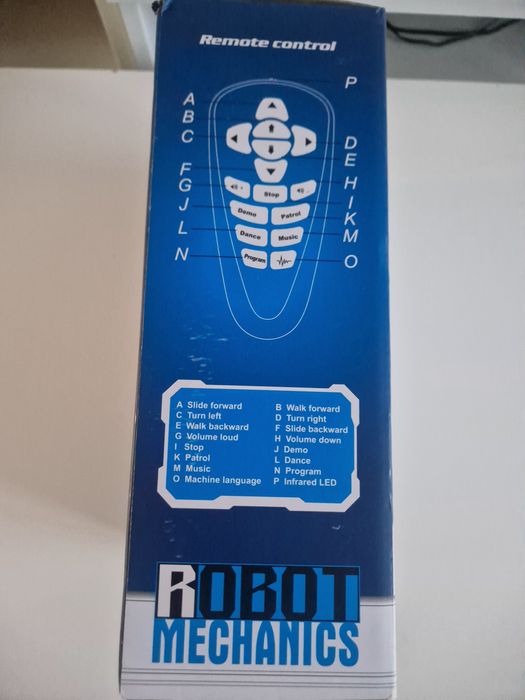 Remote control
P
A
B
C
D
E
F
G
H
I
J
K
L
M
N
O
Stop
Demo
Patrol
Dance
Music
Program
A Slide forward
B Walk forward
C Turn left
D Turn right
E Walk backward
F Slide backward
G Volume loud
H Volume down
I Stop
J Demo
K Patrol
L Dance
M Music
N Program
O Machine language
P Infrared LED
ROBOT
MECHANICS